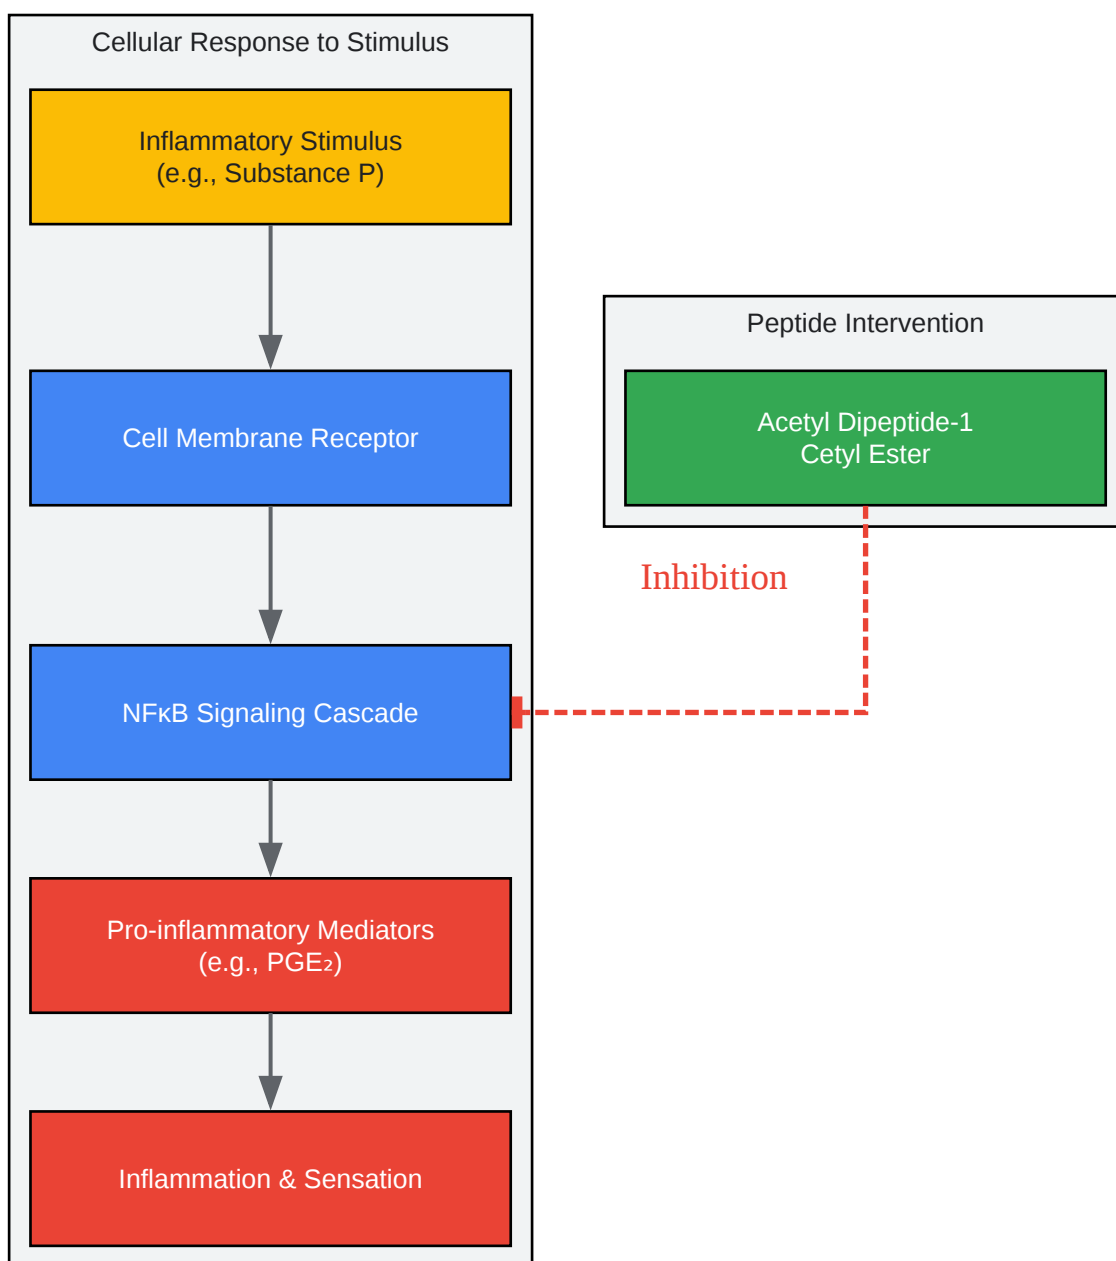 Cellular Response to Stimulus
Inflammatory Stimulus
(e.g., Substance P)
Cell Membrane Receptor
NFκB Signaling Cascade
Pro-inflammatory Mediators
(e.g., PGE₂)
Inflammation & Sensation
Peptide Intervention
Acetyl Dipeptide-1
Cetyl Ester
Inhibition